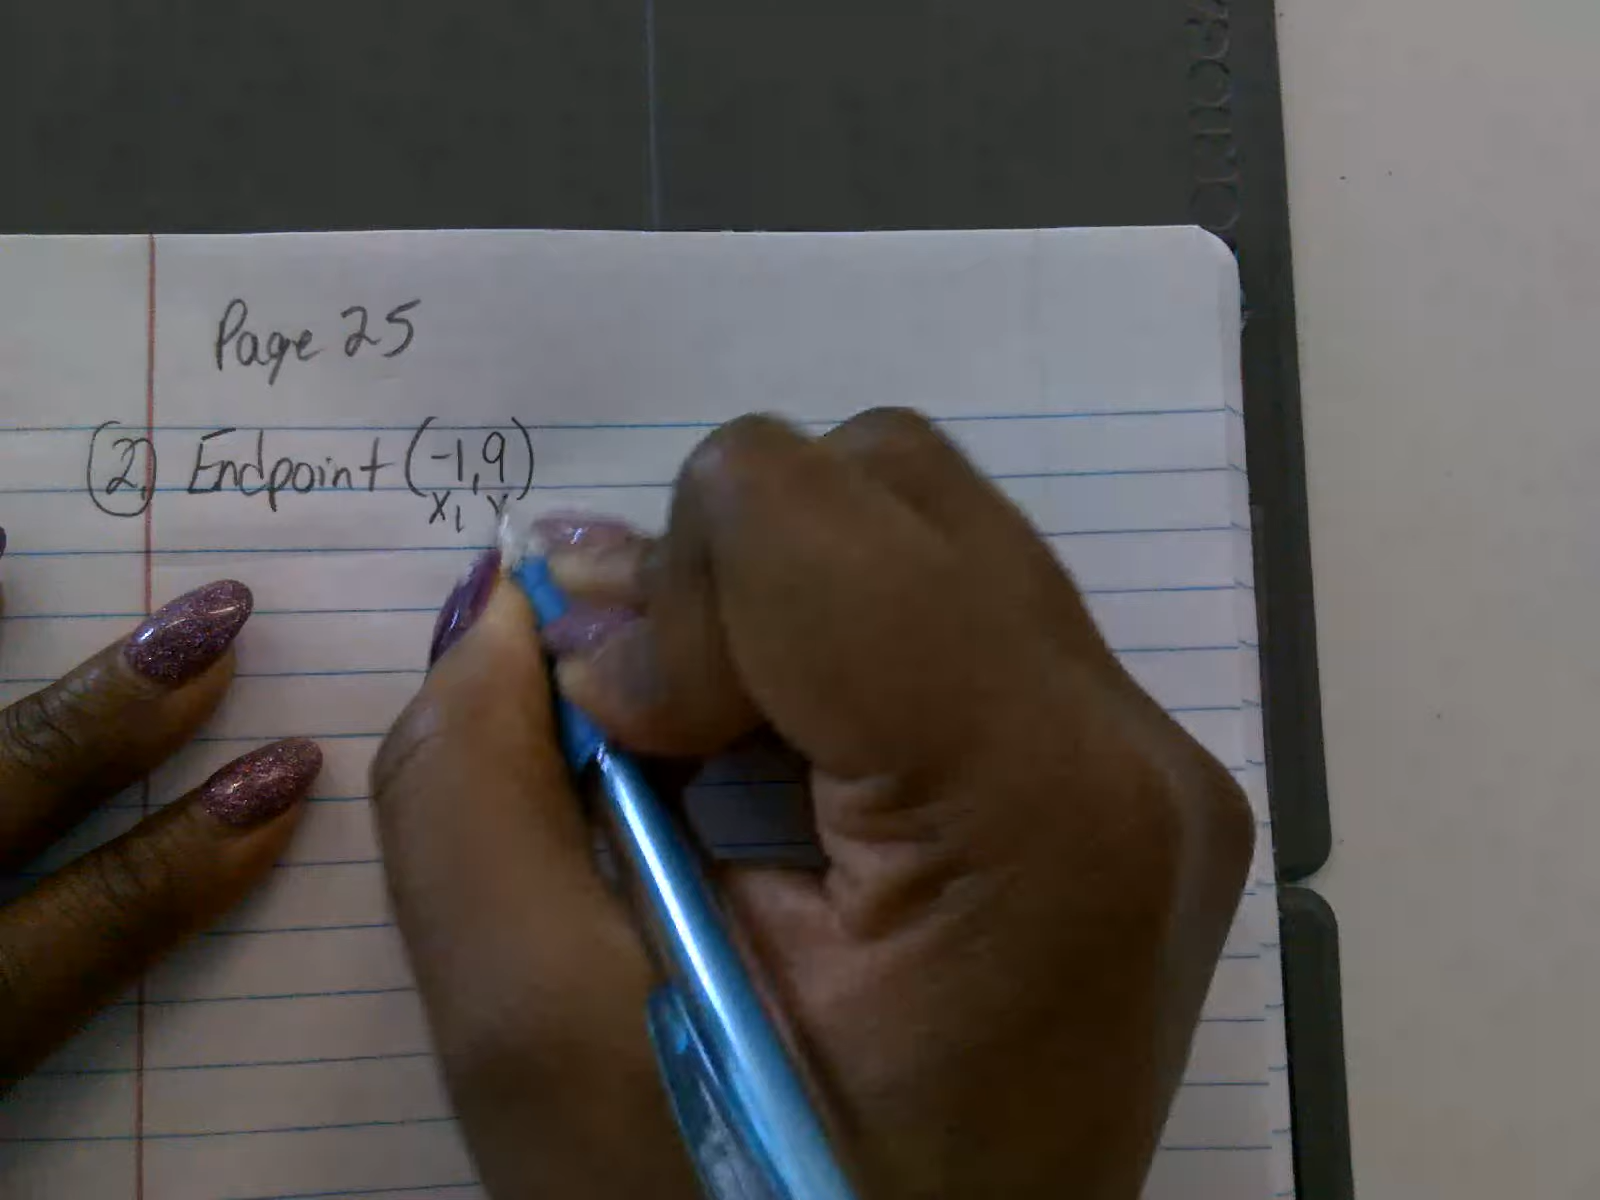 Page 25
2. Endpoint (-1, 9)
x₁ y